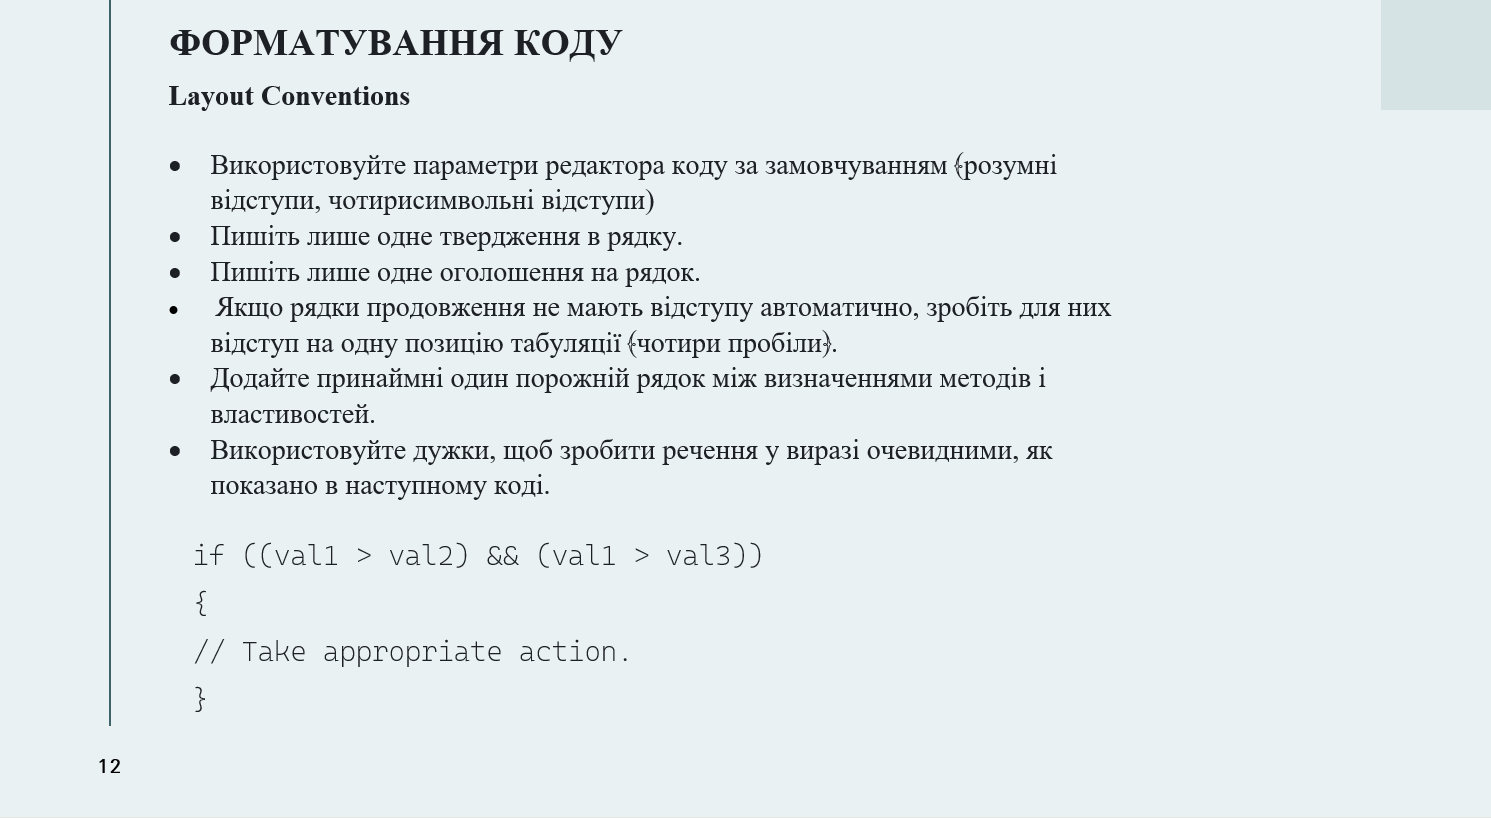 ФОРМАТУВАННЯ КОДУ
Layout Conventions
• Використовуйте параметри редактора коду за замовчуванням (розумні
відступи, чотирисимвольні відступи)
• Пишіть лише одне твердження в рядку.
• Пишіть лише одне оголошення на рядок.
• Якщо рядки продовження не мають відступу автоматично, зробіть для них
відступ на одну позицію табуляції (чотири пробіли).
• Додайте принаймні один порожній рядок між визначеннями методів і
властивостей.
• Використовуйте дужки, щоб зробити речення у виразі очевидними, як
показано в наступному коді.
if ((val1 > val2) && (val1 > val3))
{
// Take appropriate action.
}
12